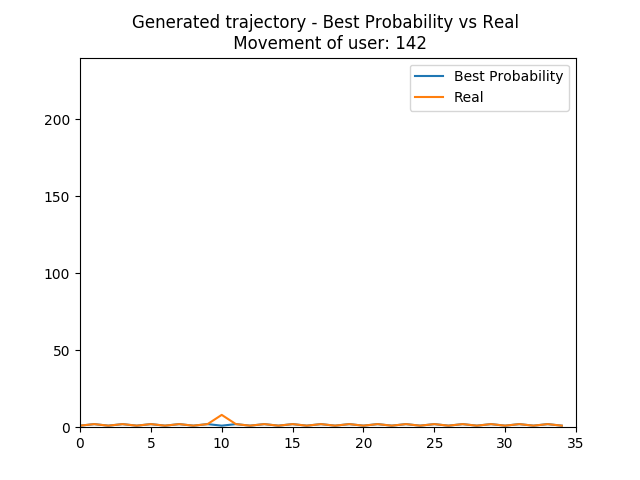 Generated trajectory - Best Probability vs Real
Movement of user: 142
Best Probability
Real
200
150
100
50
0
0 5 10 15 20 25 30 35